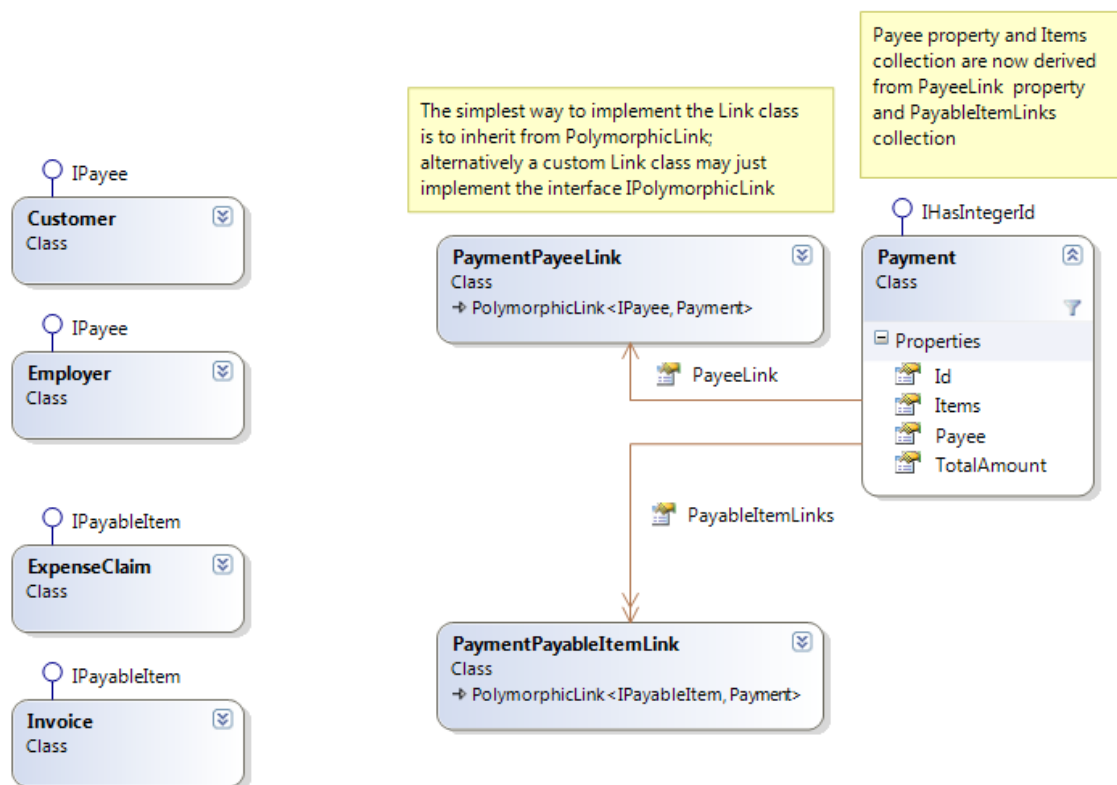 Payee property and Items
collection are now derived
from PayeeLink property
and PayableItemLinks
collection
The simplest way to implement the Link class
is to inherit from PolymorphicLink;
alternatively a custom Link class may just
implement the interface IPolymorphicLink
IPayee
Customer
Class
IPayee
Employer
Class
IPayableItem
ExpenseClaim
Class
IPayableItem
Invoice
Class
PaymentPayeeLink
Class
PolymorphicLink<IPayee, Payment>
PayeeLink
PayableItemLinks
PaymentPayableItemLink
Class
PolymorphicLink<IPayableItem, Payment>
IHasIntegerId
Payment
Class
Properties
Id
Items
Payee
TotalAmount